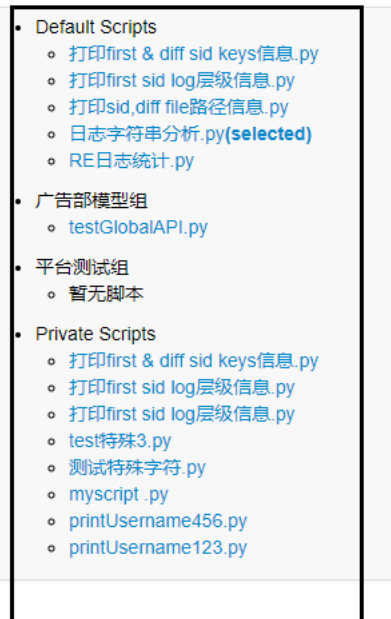 Default Scripts
打印first & diff sid keys信息.py
打印first sid log层级信息.py
打印sid,diff file路径信息.py
日志字符串分析.py(selected)
RE日志统计.py
广告部模型组
testGlobalAPI.py
平台测试组
暂无脚本
Private Scripts
打印first & diff sid keys信息.py
打印first sid log层级信息.py
打印first sid log层级信息.py
test特殊3.py
测试特殊字符.py
myscript .py
printUsername456.py
printUsername123.py